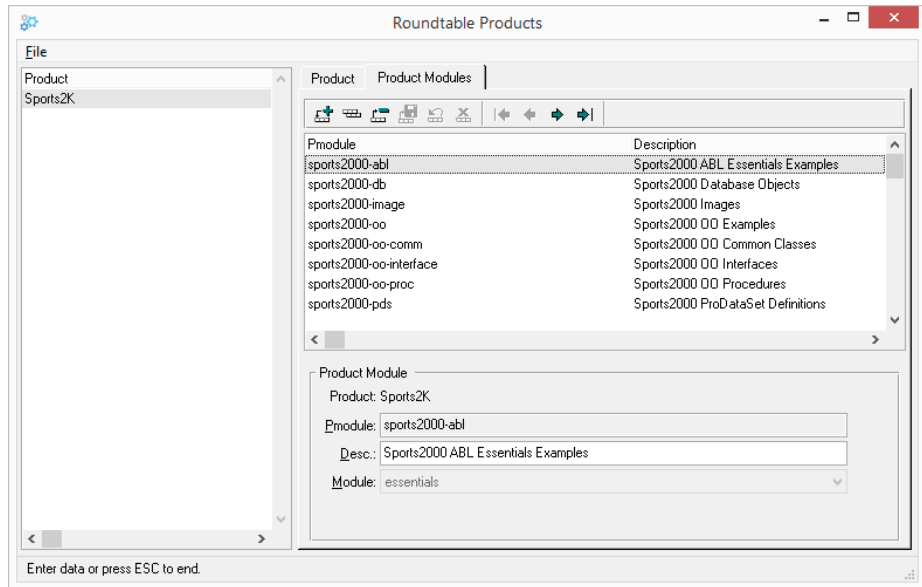 Roundtable Products
File
Product
Sports2K
Product Product Modules
Pmodule Description
sports2000-abl Sports2000 ABL Essentials Examples
sports2000-db Sports2000 Database Objects
sports2000-image Sports2000 Images
sports2000-oo Sports2000 OO Examples
sports2000-oo-comm Sports2000 OO Common Classes
sports2000-oo-interface Sports2000 OO Interfaces
sports2000-oo-proc Sports2000 OO Procedures
sports2000-pds Sports2000 ProDataSet Definitions
Product Module
Product: Sports2K
Pmodule: sports2000-abl
Desc.: Sports2000 ABL Essentials Examples
Module: essentials
Enter data or press ESC to end.